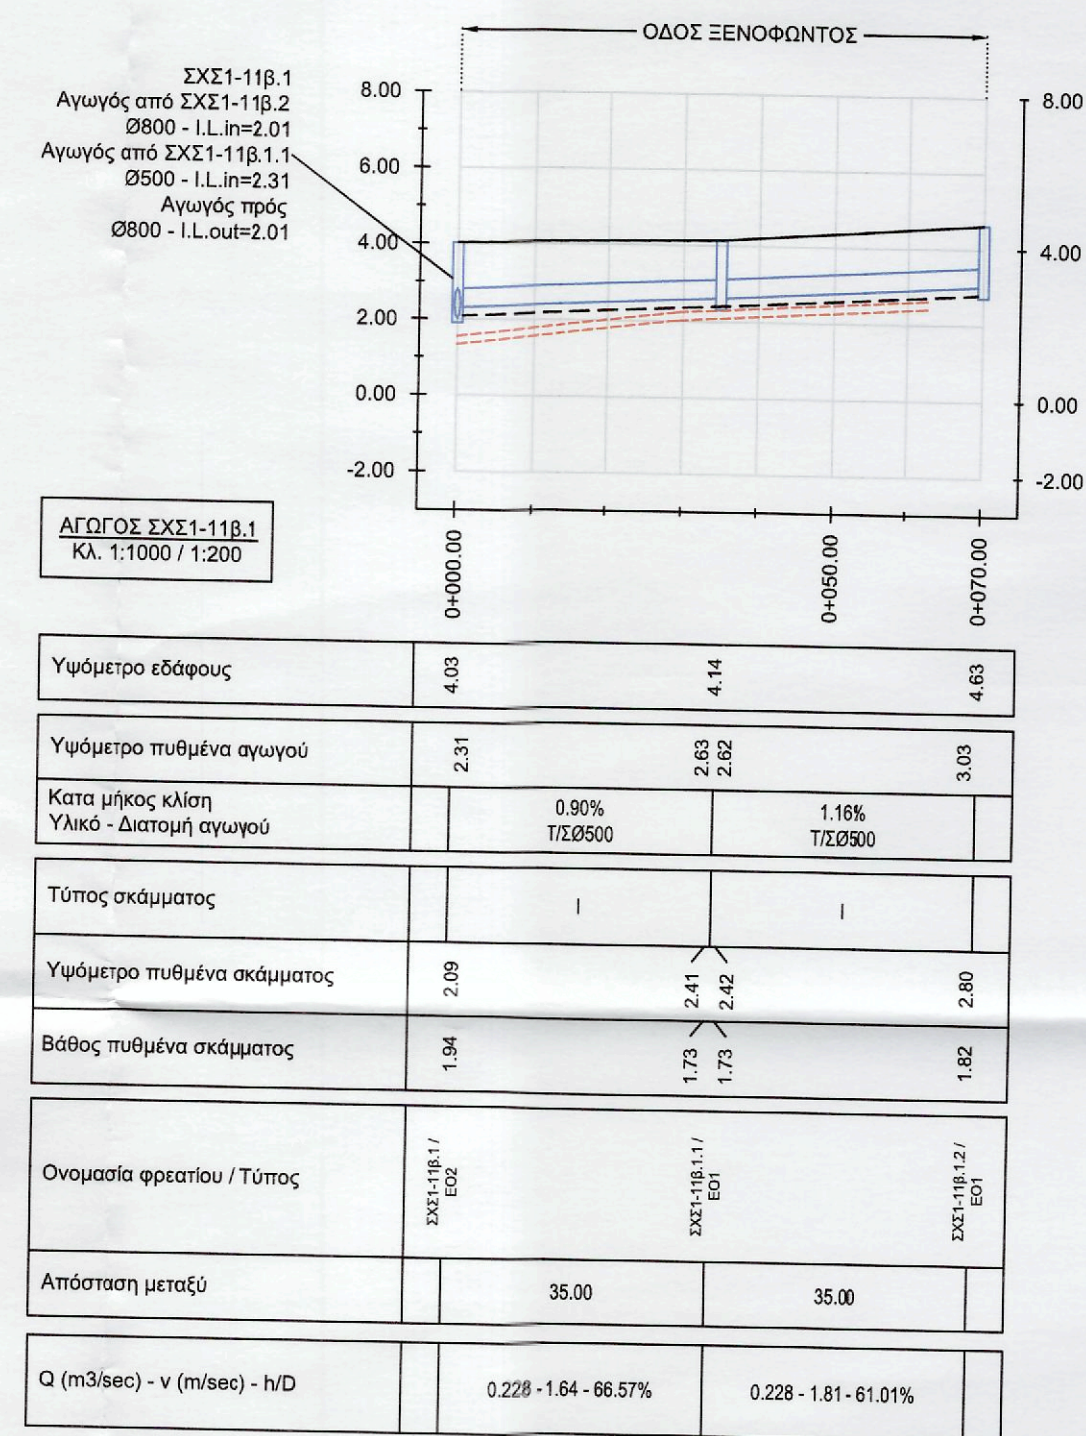 ΟΔΟΣ ΞΕΝΟΦΩΝΤΟΣ
ΣΧΣ1-11β.1
Αγωγός από ΣΧΣ1-11β.2
Ø800 - I.L.in=2.01
Αγωγός από ΣΧΣ1-11β.1.1
Ø500 - I.L.in=2.31
Αγωγός πρός
Ø800 - I.L.out=2.01
8.00
6.00
4.00
2.00
0.00
-2.00
8.00
4.00
0.00
-2.00
ΑΓΩΓΟΣ ΣΧΣ1-11β.1
Κλ. 1:1000 / 1:200
0+000.00
0+050.00
0+070.00
Υψόμετρο εδάφους
4.03
4.14
4.63
Υψόμετρο πυθμένα αγωγού
2.31
2.63
2.62
3.03
Κατα μήκος κλίση
Υλικό - Διατομή αγωγού
0.90%
Τ/ΣØ500
1.16%
Τ/ΣØ500
Τύπος σκάμματος
I
I
Υψόμετρο πυθμένα σκάμματος
2.09
2.41
2.42
2.80
Βάθος πυθμένα σκάμματος
1.94
1.73
1.73
1.82
Ονομασία φρεατίου / Τύπος
ΣΧΣ1-11β.1 /
ΕΟ2
ΣΧΣ1-11β.1.1 /
ΕΟ1
ΣΧΣ1-11β.1.2 /
ΕΟ1
Απόσταση μεταξύ
35.00
35.00
Q (m3/sec) - v (m/sec) - h/D
0.228 - 1.64 - 66.57%
0.228 - 1.81 - 61.01%